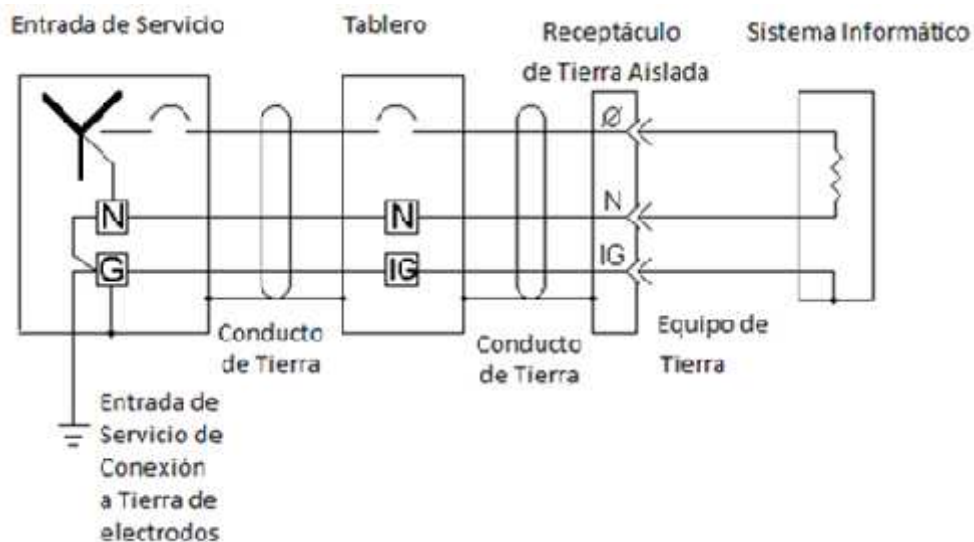 Entrada de Servicio
Tablero
Receptáculo
de Tierra Aislada
Sistema Informático
Ø
N
N
N
G
IG
IG
Conducto
de Tierra
Conducto
de Tierra
Equipo de
Tierra
Entrada de
Servicio de
Conexión
a Tierra de
electrodos